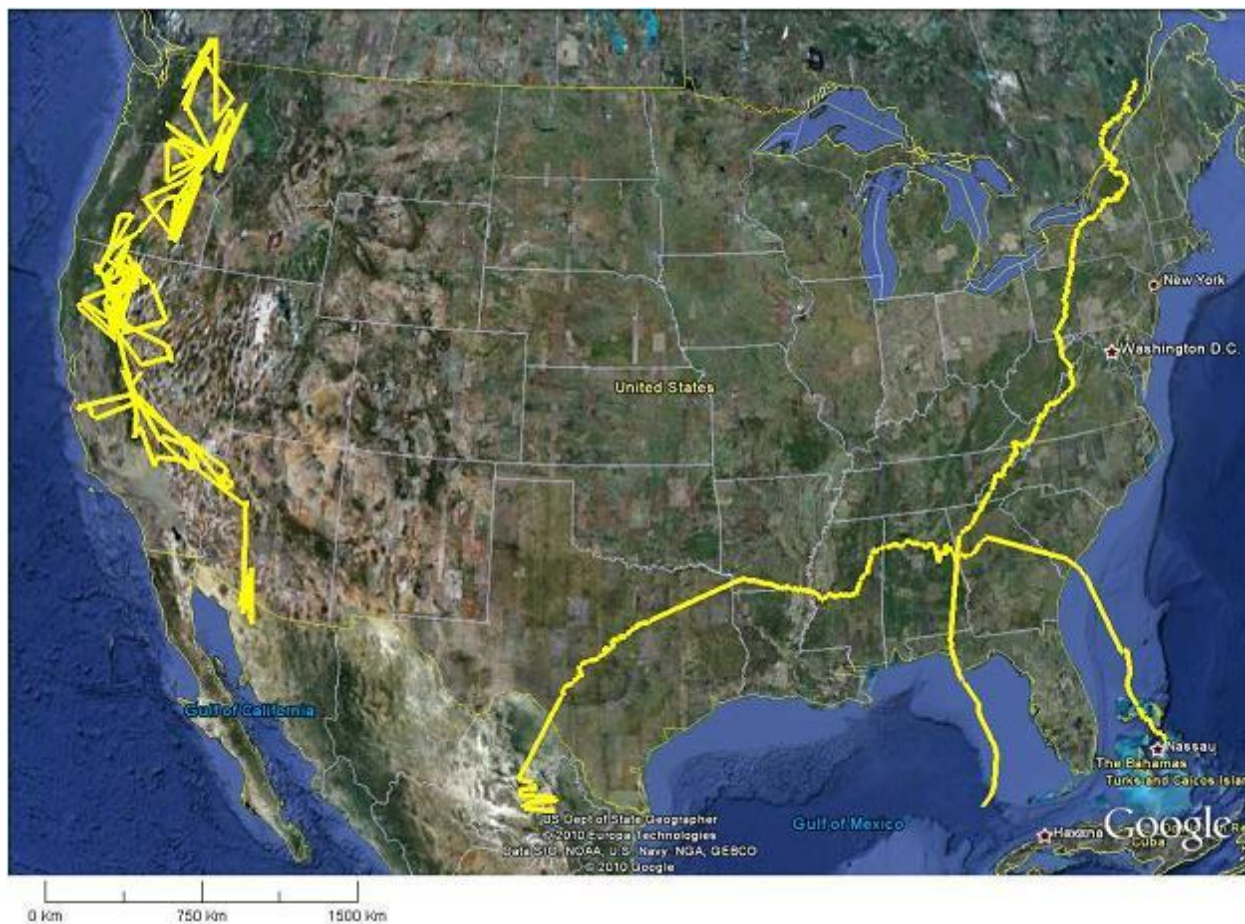 New York
Washington D.C.
United States
Gulf of California
Nassau
The Bahamas
Turks and Caicos Islan
US Dept of State Geographer
© 2010 Europa Technologies
Data SIO, NOAA, U.S. Navy, NGA, GEBCO
© 2010 Google
Gulf of Mexico
Havana
Google
Cuba
0 Km
750 Km
1500 Km